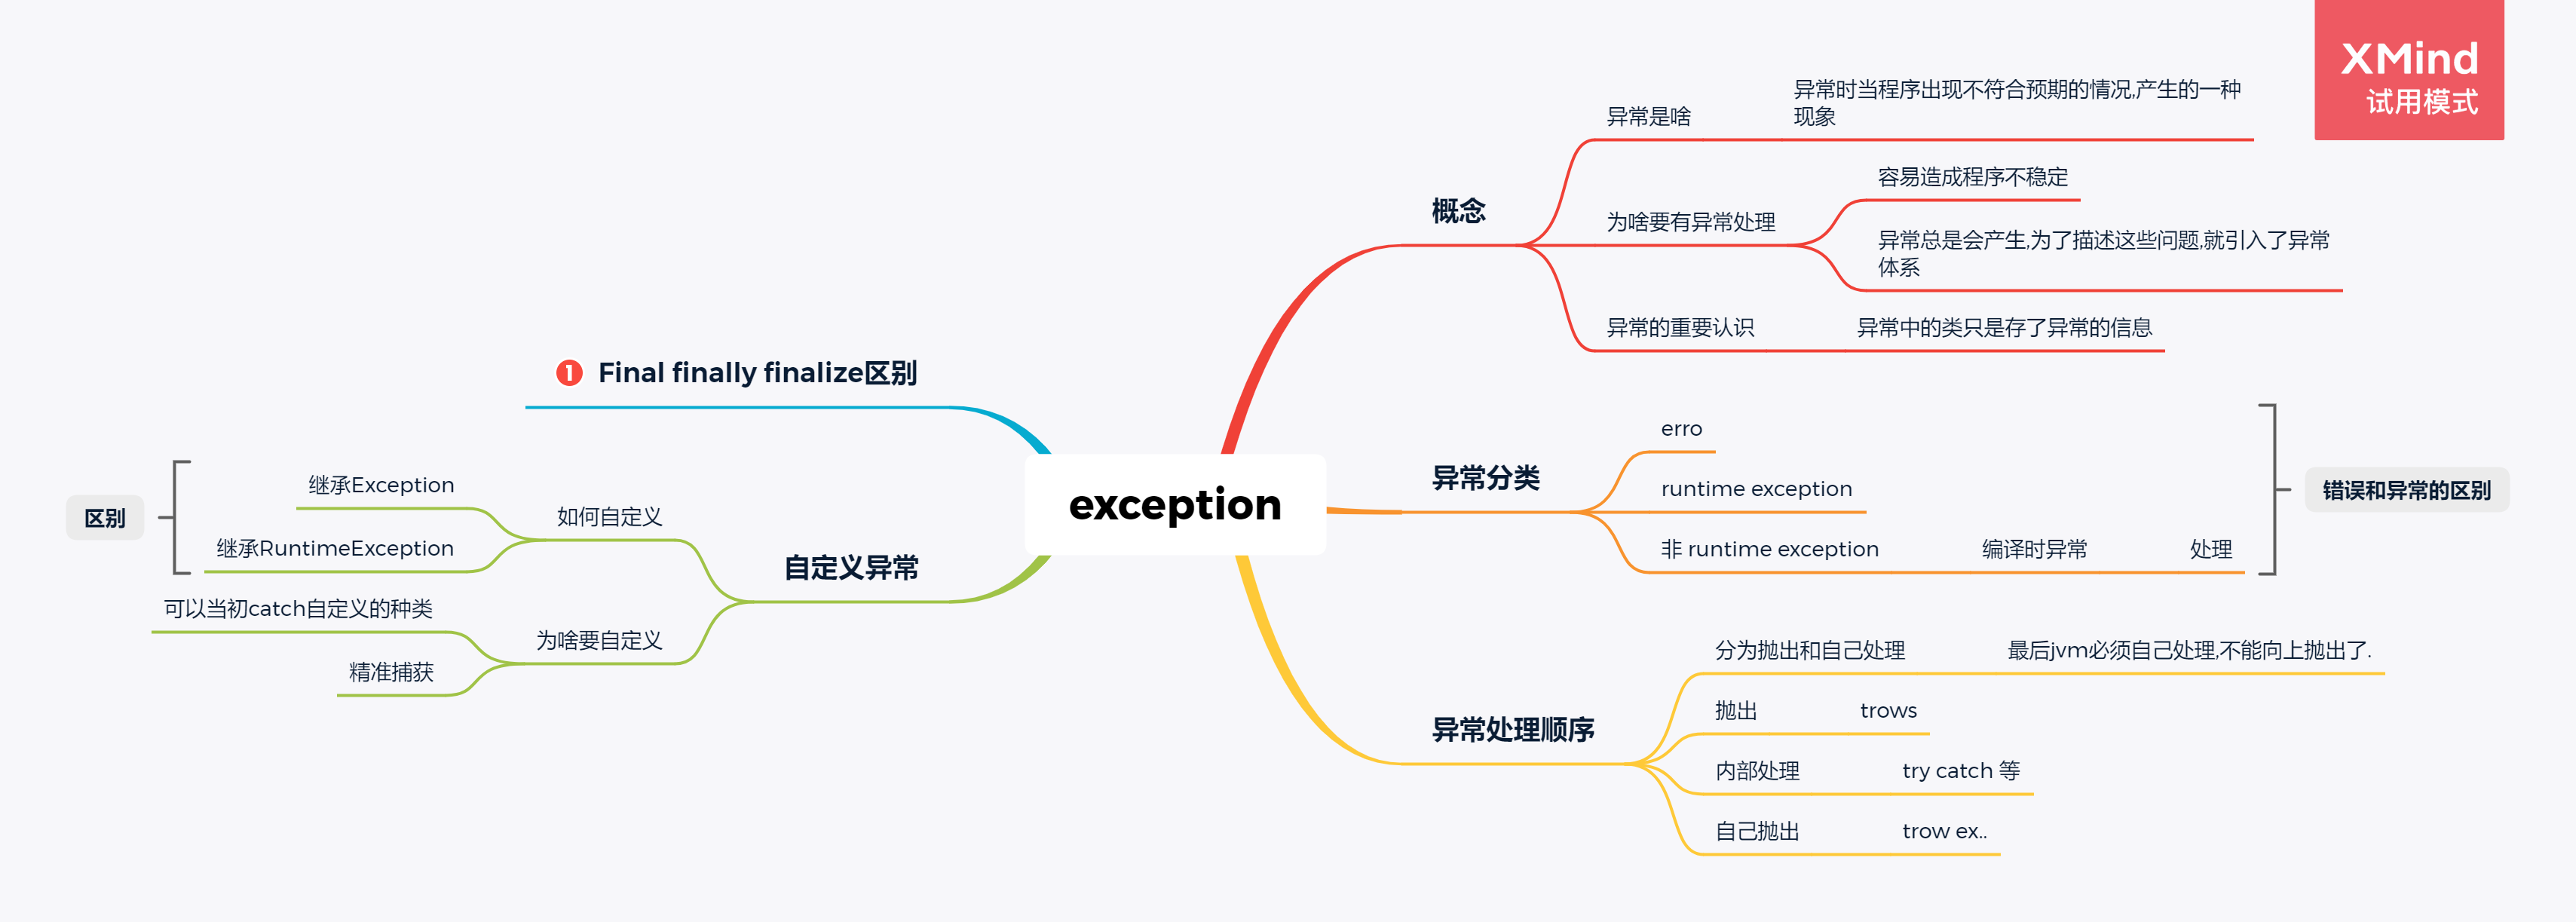 XMind
试用模式
exception
概念
异常是啥
异常时当程序出现不符合预期的情况,产生的一种
现象
为啥要有异常处理
容易造成程序不稳定
异常总是会产生,为了描述这些问题,就引入了异常
体系
异常的重要认识
异常中的类只是存了异常的信息
异常分类
erro
runtime exception
非 runtime exception
编译时异常
处理
错误和异常的区别
异常处理顺序
分为抛出和自己处理
最后jvm必须自己处理,不能向上抛出了.
抛出
trows
内部处理
try catch 等
自己抛出
trow ex..
1 Final finally finalize区别
自定义异常
如何自定义
继承Exception
继承RuntimeException
区别
为啥要自定义
可以当初catch自定义的种类
精准捕获